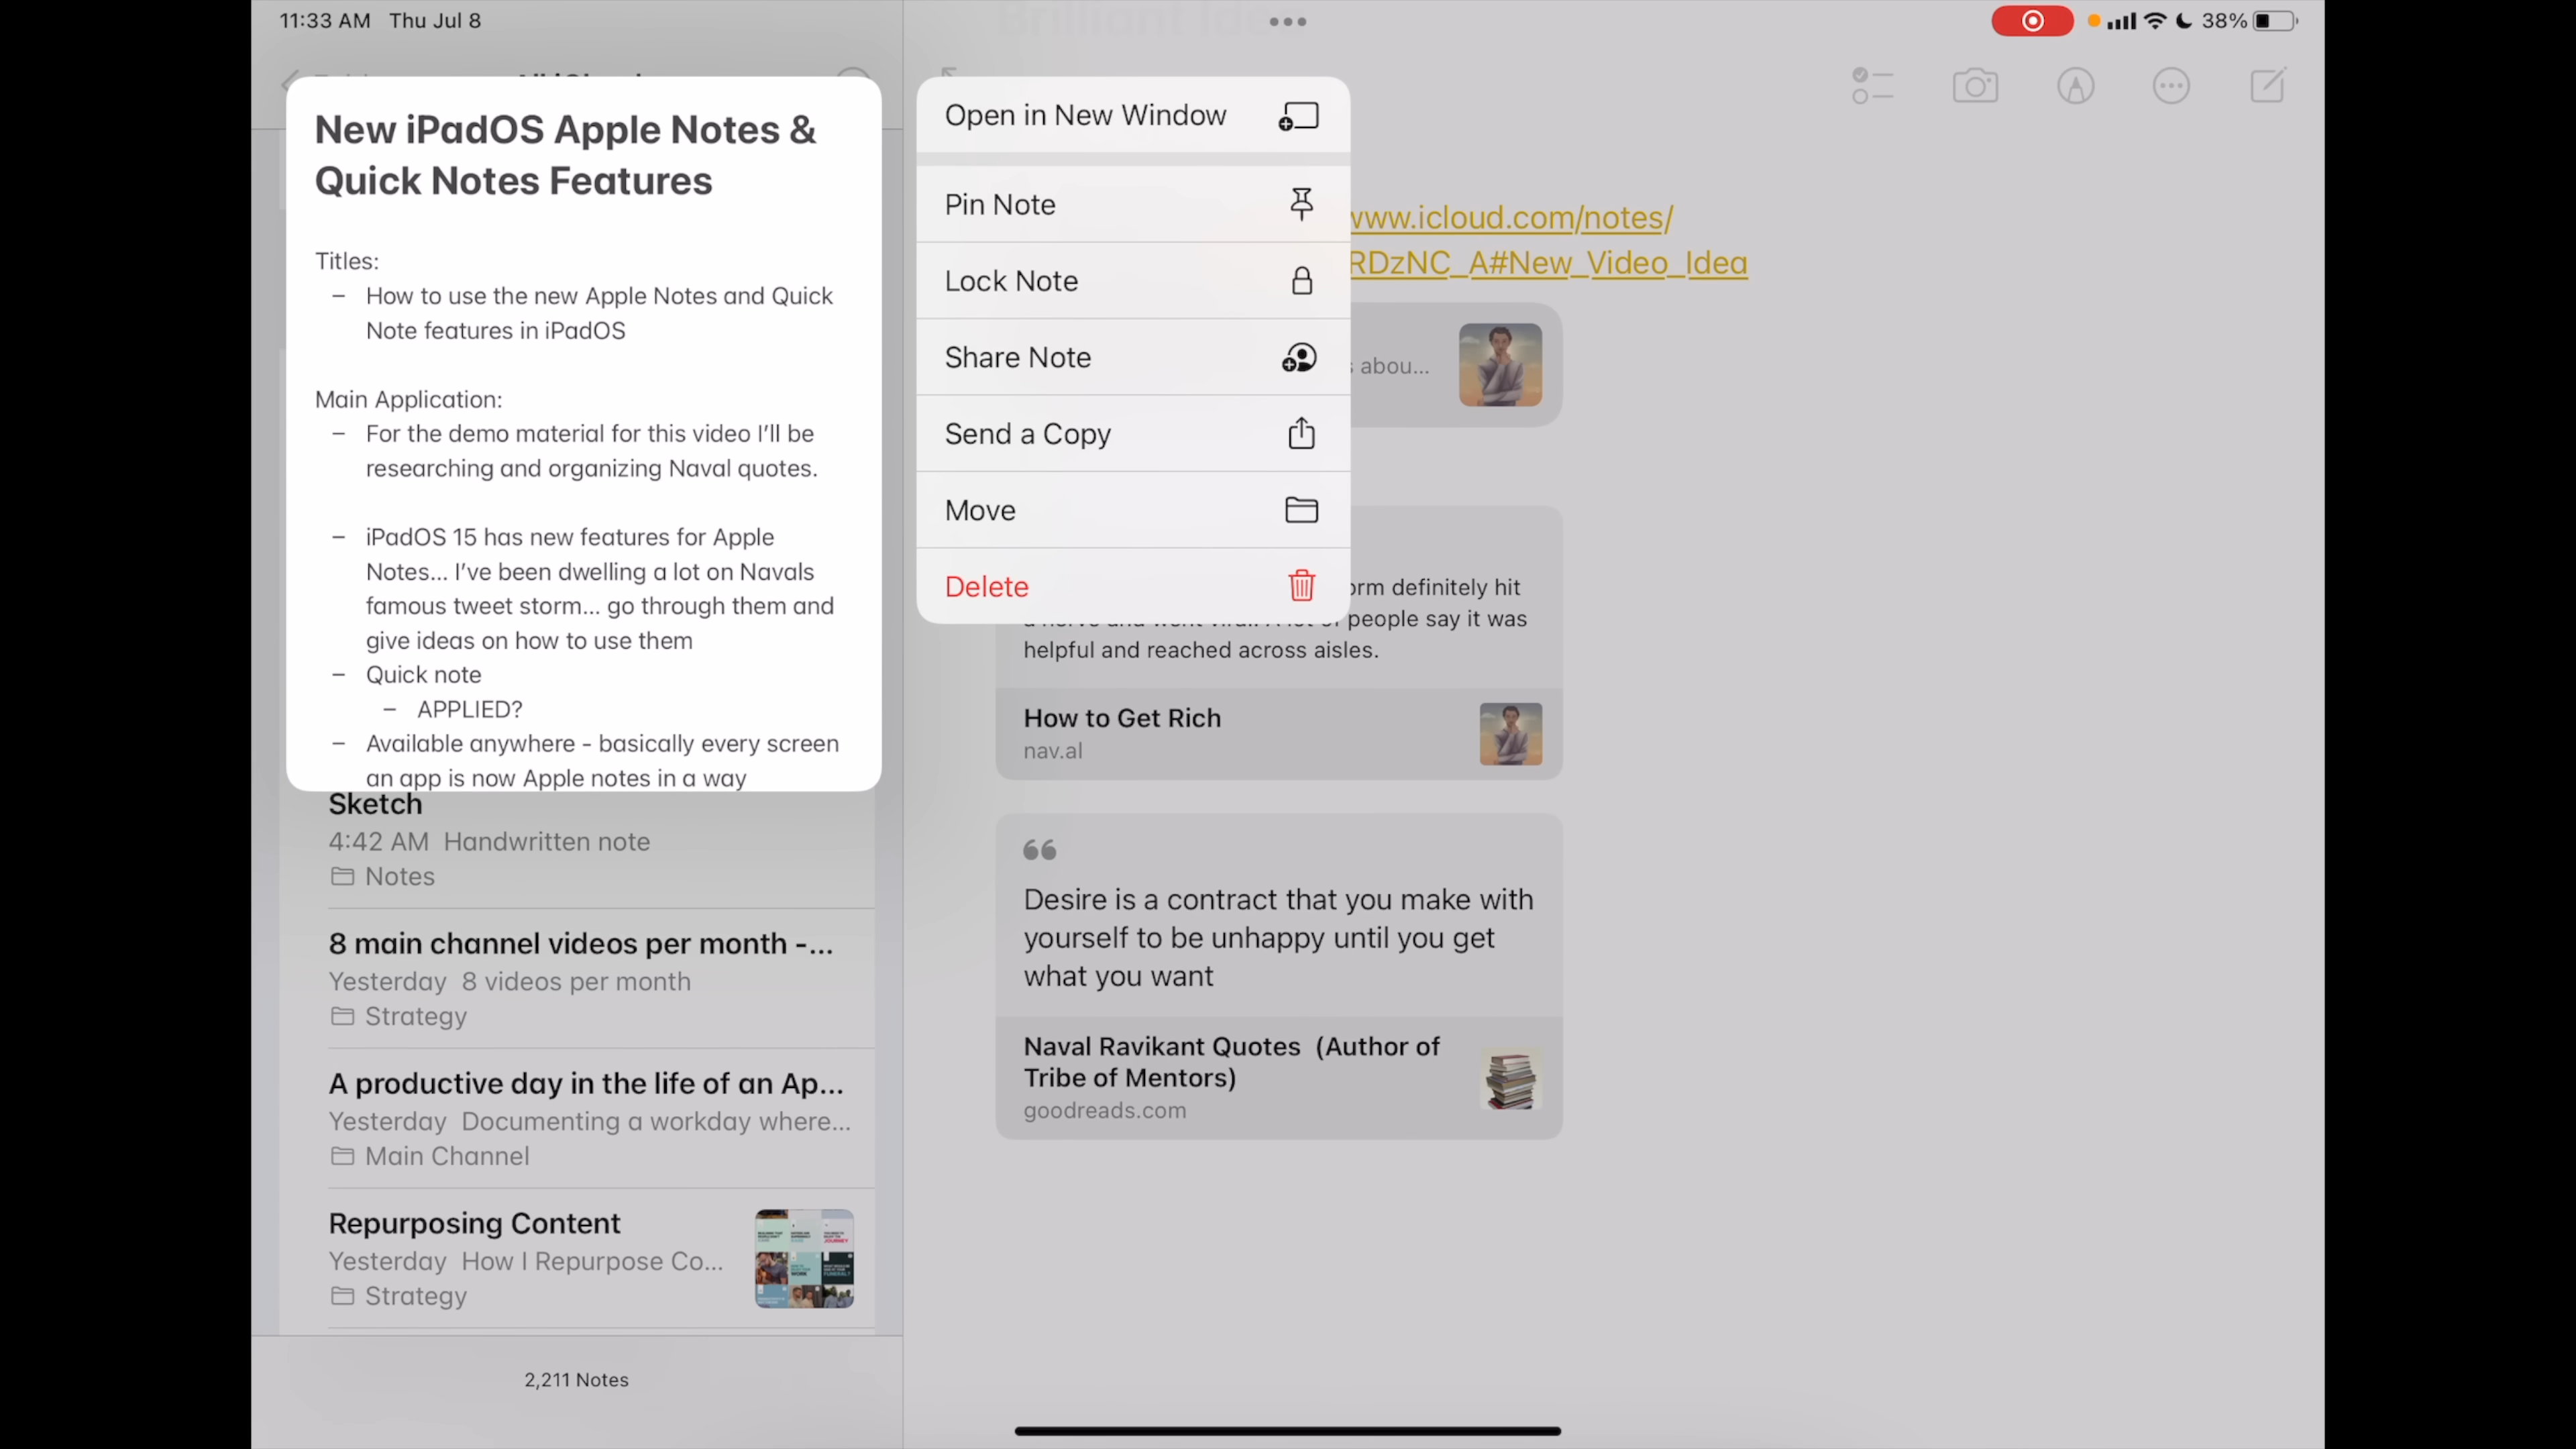 11:33 AM Thu Jul 8
38%
New iPadOS Apple Notes &
Quick Notes Features
Titles:
– How to use the new Apple Notes and Quick
Note features in iPadOS
Main Application:
– For the demo material for this video I'll be
researching and organizing Naval quotes.
– iPadOS 15 has new features for Apple
Notes... I've been dwelling a lot on Navals
famous tweet storm... go through them and
give ideas on how to use them
– Quick note
– APPLIED?
– Available anywhere - basically every screen
an app is now Apple notes in a way
Sketch
4:42 AM Handwritten note
Notes
8 main channel videos per month -...
Yesterday 8 videos per month
Strategy
A productive day in the life of an Ap...
Yesterday Documenting a workday where...
Main Channel
Repurposing Content
Yesterday How I Repurpose Co...
Strategy
2,211 Notes
Open in New Window
Pin Note
Lock Note
Share Note
Send a Copy
Move
Delete
Brilliant
www.icloud.com/notes/
RDzNC_A#New_Video_Idea
abou...
definitely hit
people say it was
helpful and reached across aisles.
How to Get Rich
nav.al
“
Desire is a contract that you make with
yourself to be unhappy until you get
what you want
Naval Ravikant Quotes (Author of
Tribe of Mentors)
goodreads.com